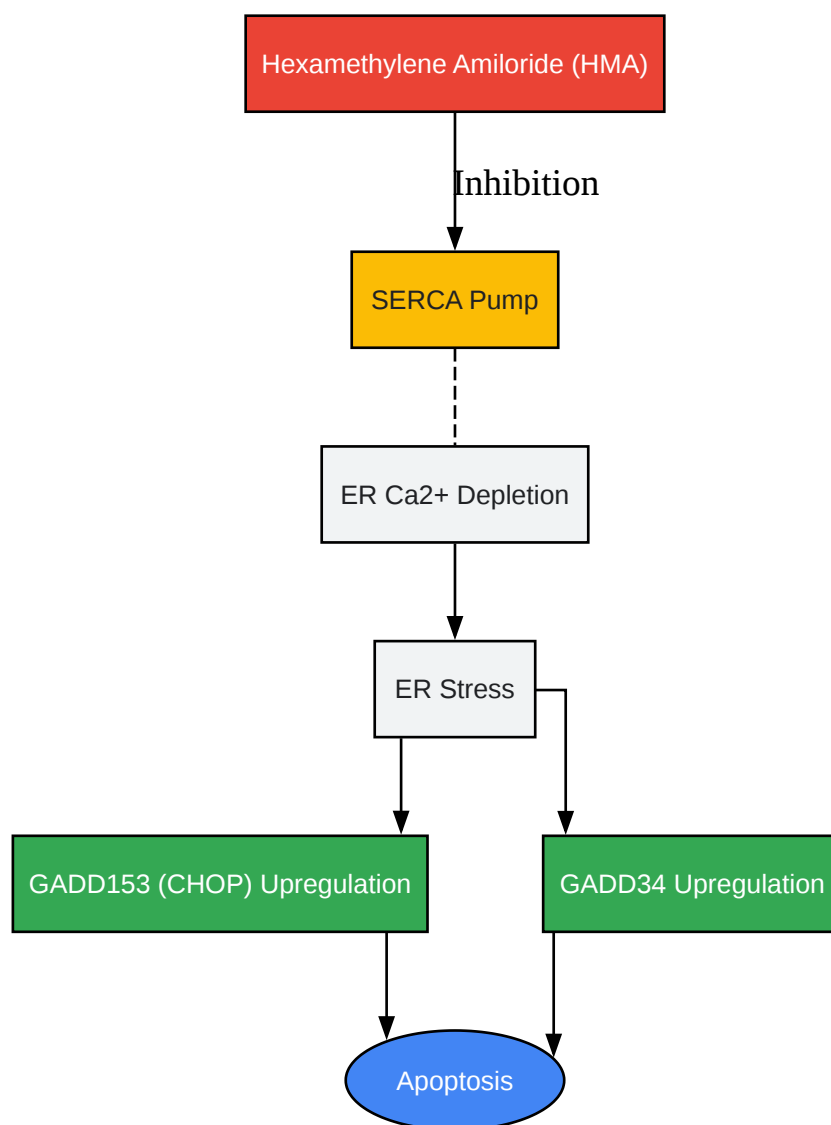 Hexamethylene Amiloride (HMA)
Inhibition
SERCA Pump
ER Ca2+ Depletion
ER Stress
GADD153 (CHOP) Upregulation
GADD34 Upregulation
Apoptosis